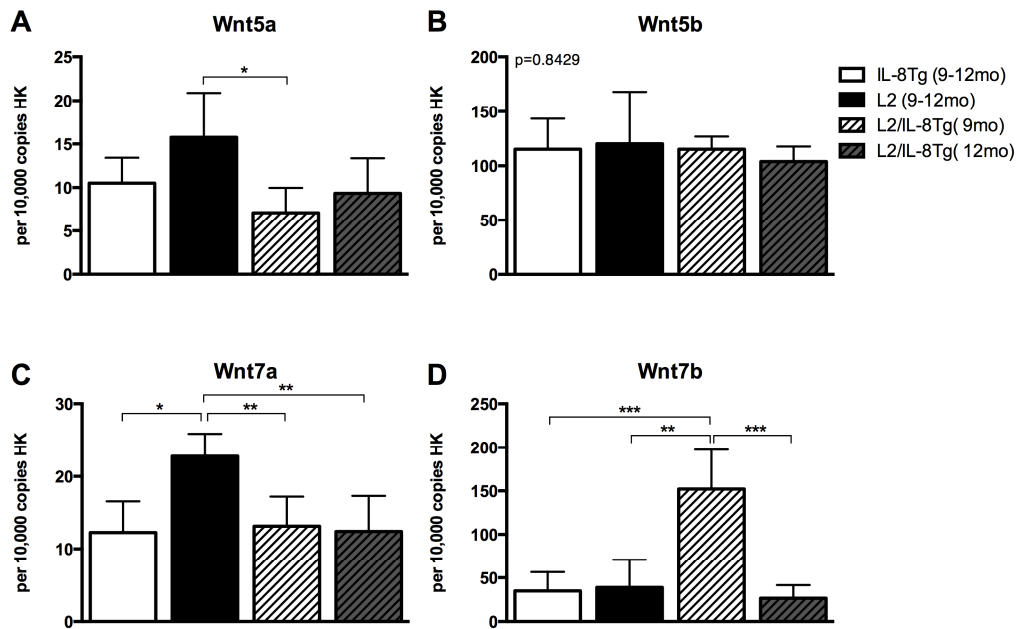 A
Wnt5a
per 10,000 copies HK
25
20
15
10
5
0
*
B
Wnt5b
per 10,000 copies HK
200
150
100
50
0
p=0.8429
IL-8Tg (9-12mo)
L2 (9-12mo)
L2/IL-8Tg( 9mo)
L2/IL-8Tg( 12mo)
C
Wnt7a
per 10,000 copies HK
30
20
10
0
**
*
**
D
Wnt7b
per 10,000 copies HK
250
200
150
100
50
0
***
**
***